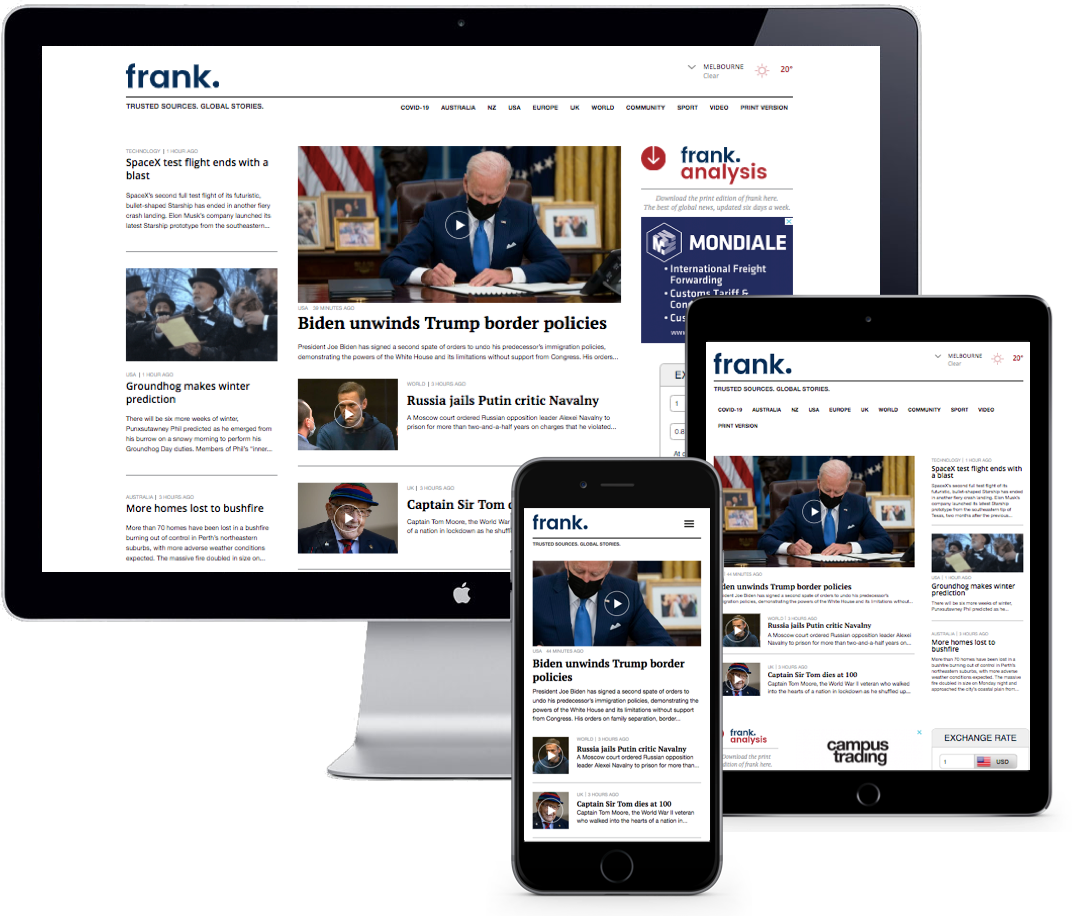 frank.
MELBOURNE
Clear
20°
TRUSTED SOURCES. GLOBAL STORIES.
COVID-19 AUSTRALIA NZ USA EUROPE UK WORLD COMMUNITY SPORT VIDEO PRINT VERSION
TECHNOLOGY | 1 HOUR AGO
SpaceX test flight ends with a
blast
SpaceX's second full test flight of its futuristic,
bullet-shaped Starship has ended in another fiery
crash landing. Elon Musk's company launched its
latest Starship prototype from the southeastern...
USA | 1 HOUR AGO
Groundhog makes winter
prediction
There will be six more weeks of winter,
Punxsutawney Phil predicted as he emerged from
his burrow on a snowy morning to perform his
Groundhog Day duties. Members of Phil's "inner...
AUSTRALIA | 3 HOURS AGO
More homes lost to bushfire
More than 70 homes have been lost in a bushfire
burning out of control in Perth's northeastern
suburbs, with more adverse weather conditions
expected. The massive fire doubled in size on...
USA 39 MINUTES AGO
Biden unwinds Trump border policies
President Joe Biden has signed a second spate of orders to undo his predecessor's immigration policies,
demonstrating the powers of the White House and its limitations without support from Congress. His orders...
WORLD | 3 HOURS AGO
Russia jails Putin critic Navalny
A Moscow court ordered Russian opposition leader Alexei Navalny to
prison for more than two-and-a-half years on charges that he violated...
UK | 3 HOURS AGO
Captain Sir Tom d
Captain Tom Moore, the World War
of a nation in lockdown as he shuffl
frank.
analysis
Download the print edition of frank here.
The best of global news, updated six days a week.
MONDIALE
• International Freight
Forwarding
• Customs Tariff &
Con
• Cus
www
EX
1
0.8
At c
frank.
MELBOURNE
Clear
20°
TRUSTED SOURCES. GLOBAL STORIES.
COVID-19 AUSTRALIA NZ USA EUROPE UK WORLD COMMUNITY SPORT VIDEO
PRINT VERSION
44 MINUTES AGO
den unwinds Trump border policies
sident Joe Biden has signed a second spate of orders to undo his predecessor's
igration policies, demonstrating the powers of the White House and its limitations without...
WORLD | 3 HOURS AGO
Russia jails Putin critic Navalny
A Moscow court ordered Russian opposition leader Alexei
Navalny to prison for more than two-and-a-half years on...
UK | 3 HOURS AGO
Captain Sir Tom dies at 100
Captain Tom Moore, the World War II veteran who walked
into the hearts of a nation in lockdown as he shuffled up...
TECHNOLOGY | 1 HOUR AGO
SpaceX test flight ends with
a blast
SpaceX's second full test flight of its
futuristic, bullet-shaped Starship has ended
in another fiery crash landing. Elon Musk's
company launched its latest Starship
prototype from the southeastern tip of
Texas, two months after the previous...
USA | 1 HOUR AGO
Groundhog makes winter
prediction
There will be six more weeks of winter,
Punxsutawney Phil predicted as he...
AUSTRALIA | 3 HOURS AGO
More homes lost to
bushfire
More than 70 homes have been lost in a
bushfire burning out of control in Perth's
northeastern suburbs, with more adverse
weather conditions expected. The massive
fire doubled in size on Monday night and
approached the city's coastal plain from...
frank.
analysis
Download the print
dition of frank here.
campus
trading
EXCHANGE RATE
1
USD
frank.
TRUSTED SOURCES. GLOBAL STORIES.
USA 44 MINUTES AGO
Biden unwinds Trump border
policies
President Joe Biden has signed a second spate of orders to
undo his predecessor's immigration policies, demonstrating the
powers of the White House and its limitations without support
from Congress. His orders on family separation, border...
WORLD | 3 HOURS AGO
Russia jails Putin critic Navalny
A Moscow court ordered Russian opposition
leader Alexei Navalny to prison for more than...
UK | 3 HOURS AGO
Captain Sir Tom dies at 100
Captain Tom Moore, the World War II veteran
who walked into the hearts of a nation in...